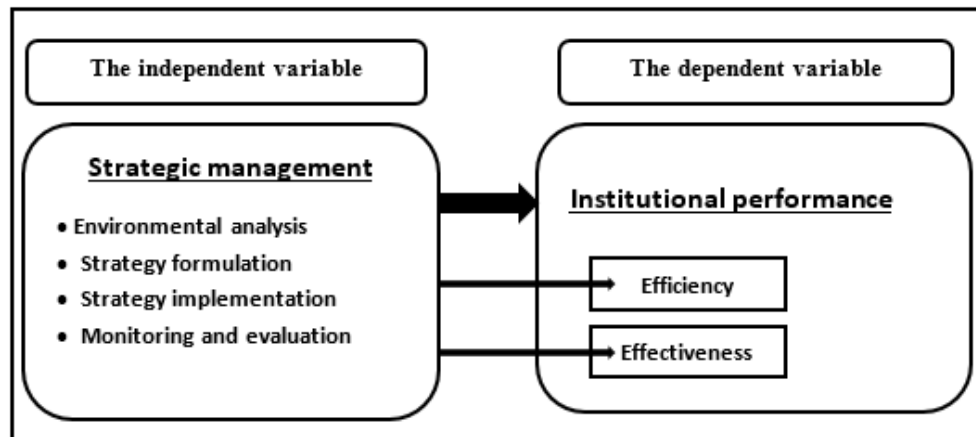 The independent variable
The dependent variable
Strategic management
• Environmental analysis
• Strategy formulation
• Strategy implementation
• Monitoring and evaluation
Institutional performance
Efficiency
Effectiveness